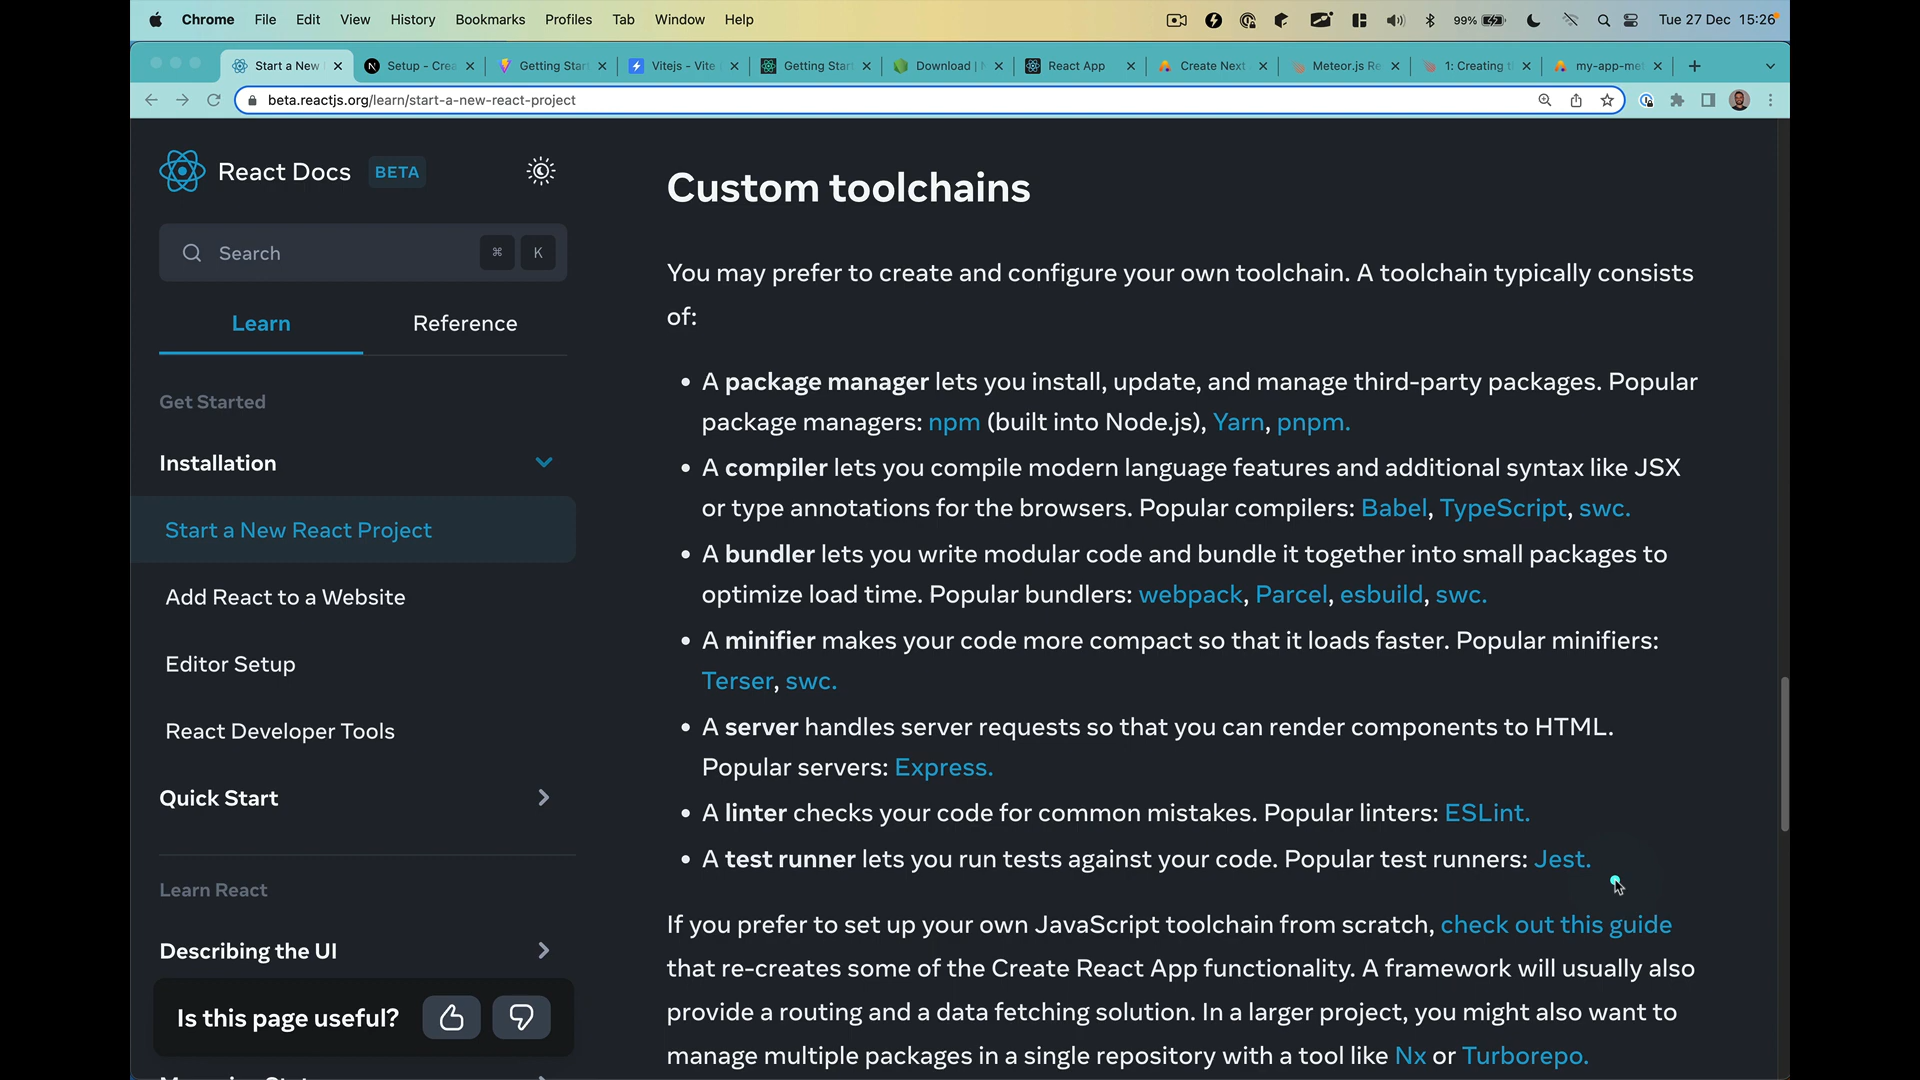 Chrome File Edit View History Bookmarks Profiles Tab Window Help 99% Tue 27 Dec 15:26
Start a New Setup - Crea Getting Star Vitejs - Vite Getting Star Download | N React App Create Next Meteor.js Re 1: Creating t my-app-met
beta.reactjs.org/learn/start-a-new-react-project
React Docs BETA
Search ⌘ K
Learn Reference
Get Started
Installation
Start a New React Project
Add React to a Website
Editor Setup
React Developer Tools
Quick Start
Learn React
Describing the UI
Is this page useful?
Custom toolchains
You may prefer to create and configure your own toolchain. A toolchain typically consists
of:
• A package manager lets you install, update, and manage third-party packages. Popular
package managers: npm (built into Node.js), Yarn, pnpm.
• A compiler lets you compile modern language features and additional syntax like JSX
or type annotations for the browsers. Popular compilers: Babel, TypeScript, swc.
• A bundler lets you write modular code and bundle it together into small packages to
optimize load time. Popular bundlers: webpack, Parcel, esbuild, swc.
• A minifier makes your code more compact so that it loads faster. Popular minifiers:
Terser, swc.
• A server handles server requests so that you can render components to HTML.
Popular servers: Express.
• A linter checks your code for common mistakes. Popular linters: ESLint.
• A test runner lets you run tests against your code. Popular test runners: Jest.
If you prefer to set up your own JavaScript toolchain from scratch, check out this guide
that re-creates some of the Create React App functionality. A framework will usually also
provide a routing and a data fetching solution. In a larger project, you might also want to
manage multiple packages in a single repository with a tool like Nx or Turborepo.